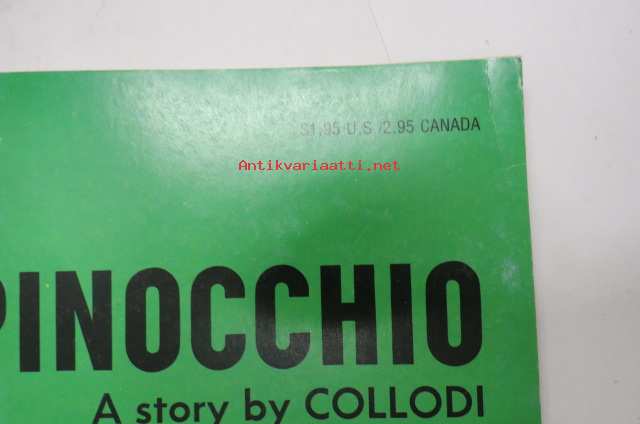 $1.95 U.S./2.95 CANADA
Antikvariaatti.net
PINOCCHIO
A story by COLLODI